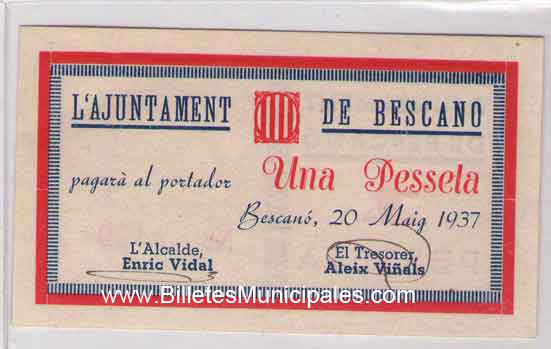 L'AJUNTAMENT DE BESCANO
pagarà al portador Una Pesseta
Bescanó, 20 Maig 1937
L'Alcalde, El Tresorer,
Enric Vidal Aleix Viñals
www.BilletesMunicipales.com